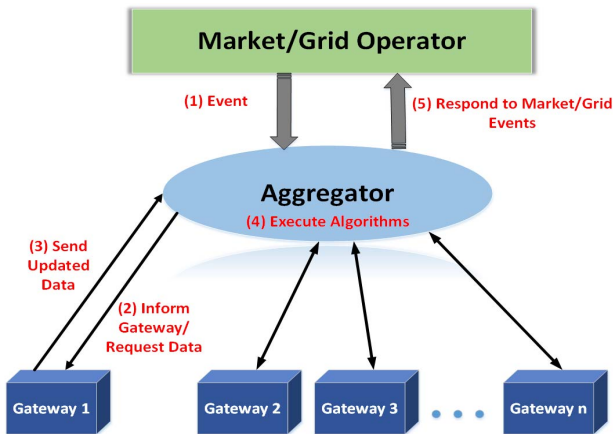 Market/Grid Operator
(1) Event
(5) Respond to Market/Grid
Events
Aggregator
(4) Execute Algorithms
(3) Send
Updated
Data
(2) Inform
Gateway/
Request Data
Gateway 1
Gateway 2
Gateway 3
Gateway n